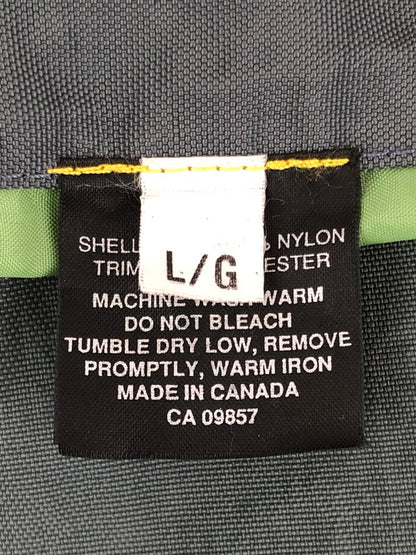 L/G
SHELL % NYLON
TRIM ESTER
MACHINE WASH WARM
DO NOT BLEACH
TUMBLE DRY LOW, REMOVE
PROMPTLY, WARM IRON
MADE IN CANADA
CA 09857